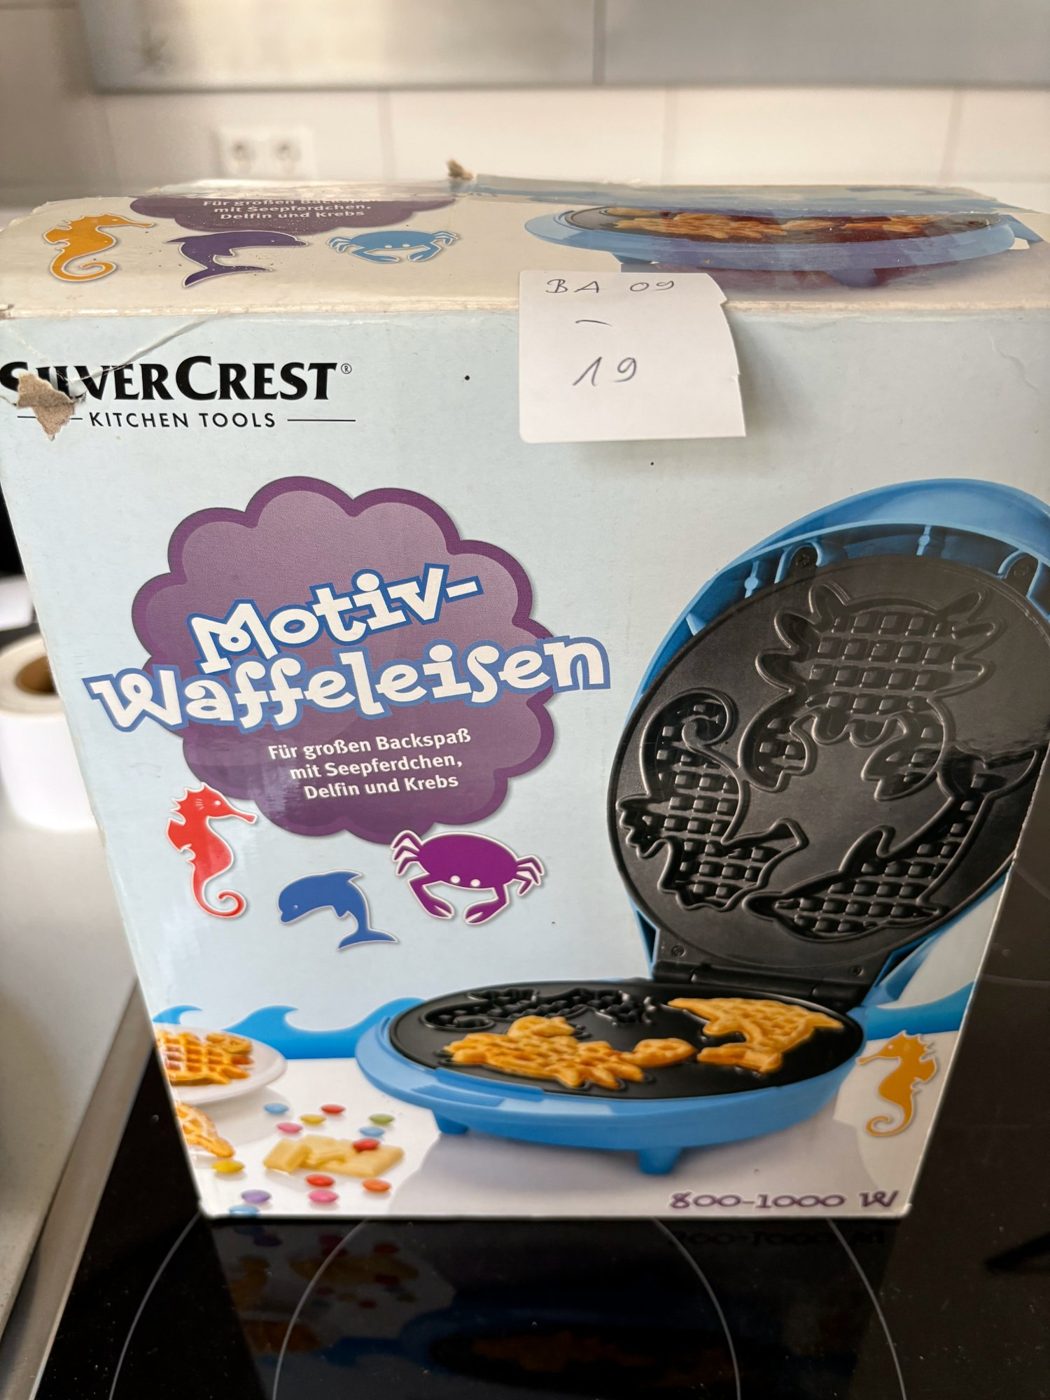 Für großen Backspaß
mit Seepferdchen,
Delfin und Krebs
BA 09
–
19
SILVERCREST®
KITCHEN TOOLS
Motiv-
Waffeleisen
Für großen Backspaß
mit Seepferdchen,
Delfin und Krebs
800-1000 W